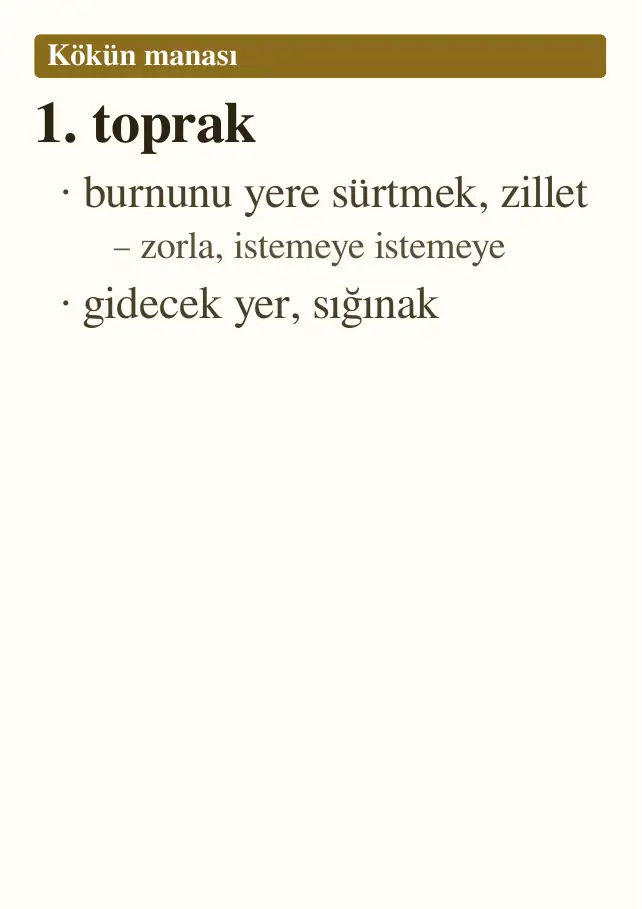 Kökün manası
1. toprak
· burnunu yere sürtmek, zillet
– zorla, istemeye istemeye
· gidecek yer, sığınak